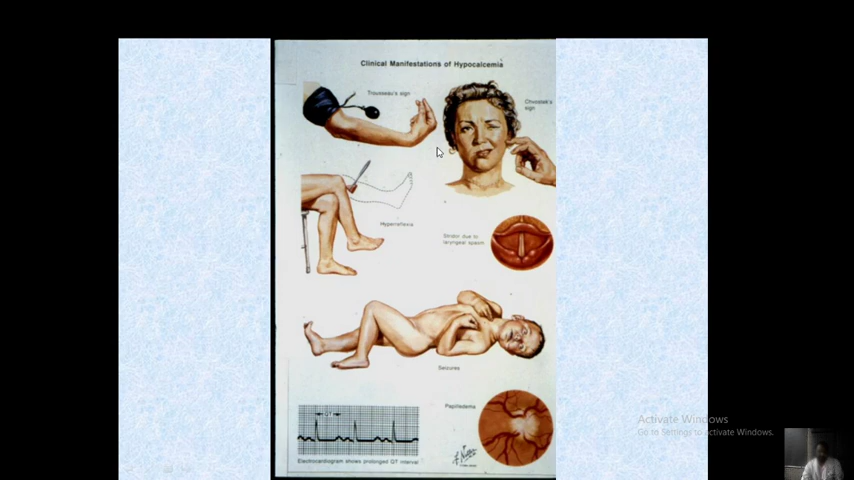 Clinical Manifestations of Hypocalcemia
Trousseau's sign
Chvostek's
sign
Hyperreflexia
Stridor due to
laryngeal spasm
Seizures
Papilledema
QT
Electrocardiogram shows prolonged QT interval
Activate Windows
Go to Settings to Activate Windows.